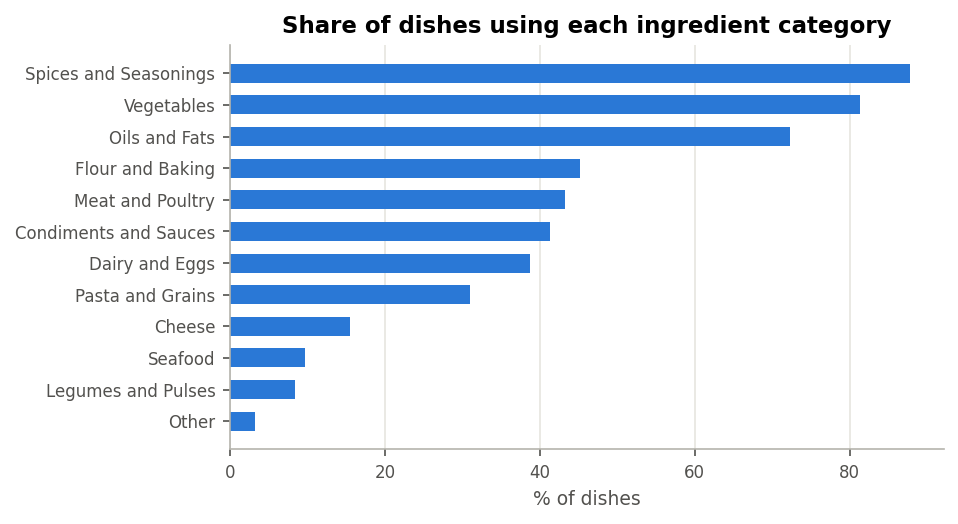 Share of dishes using each ingredient category
Spices and Seasonings
Vegetables
Oils and Fats
Flour and Baking
Meat and Poultry
Condiments and Sauces
Dairy and Eggs
Pasta and Grains
Cheese
Seafood
Legumes and Pulses
Other
0 20 40 60 80
% of dishes